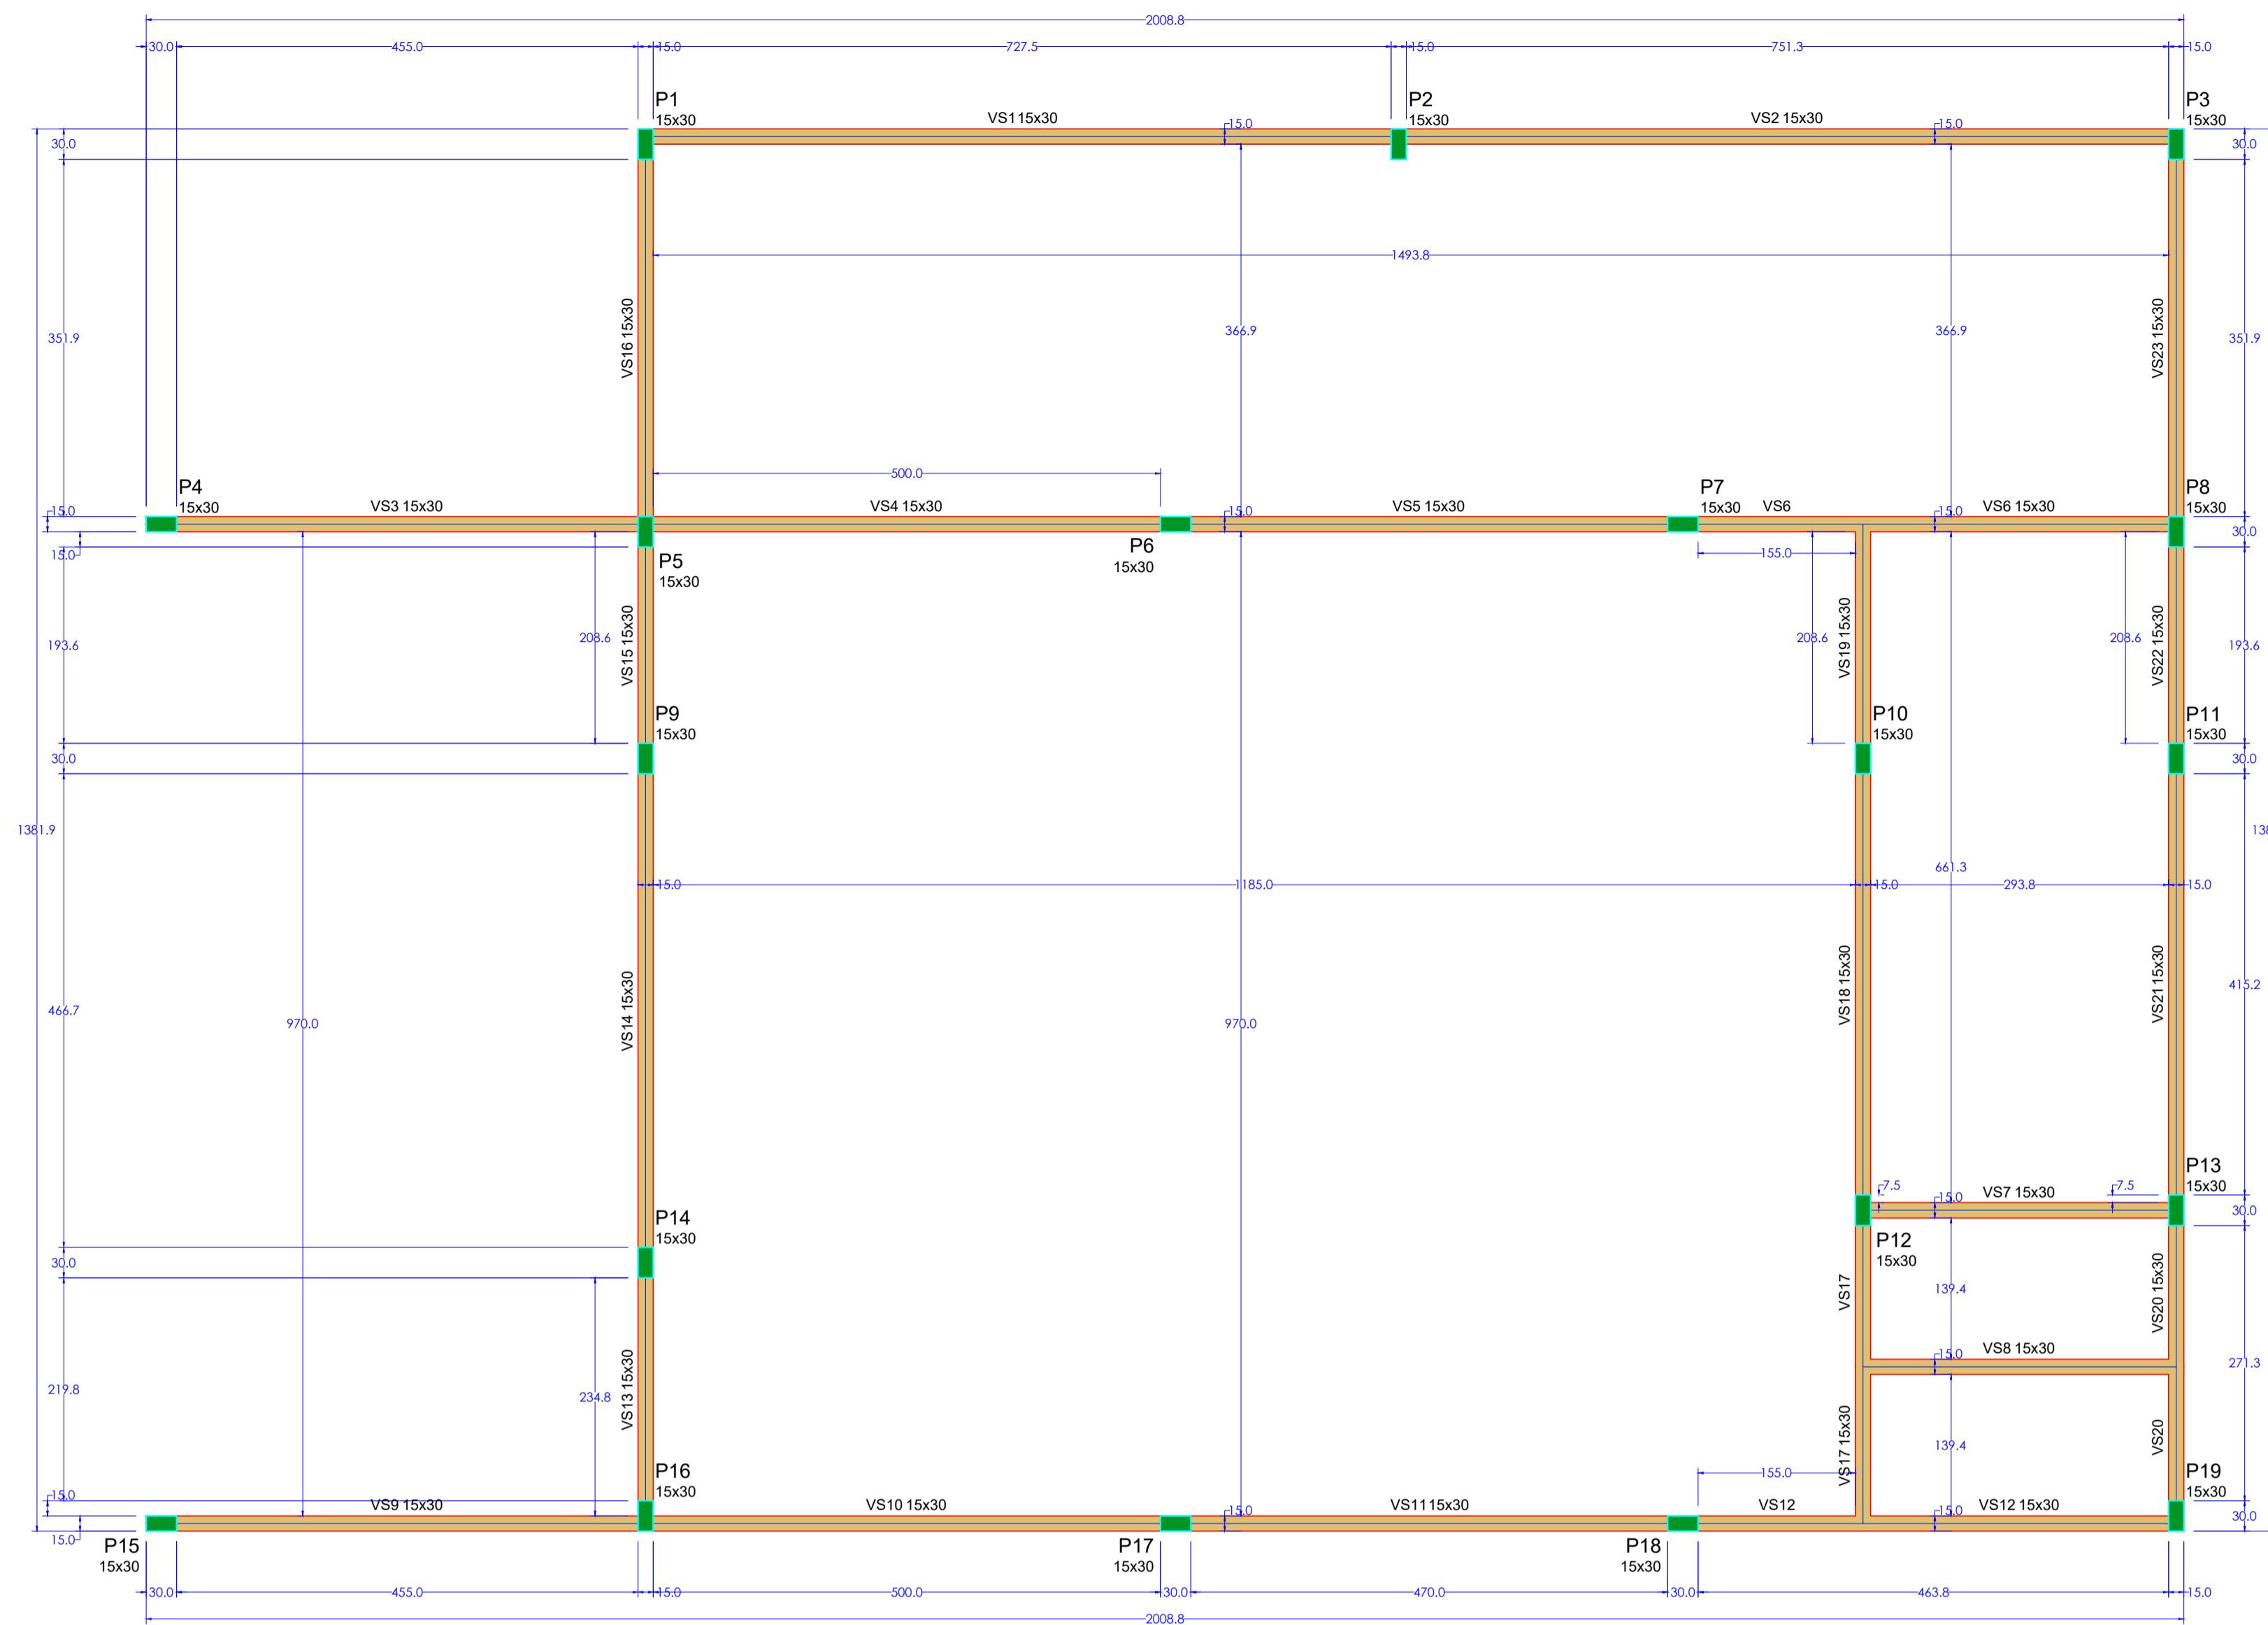 2008.8
30.0 455.0 15.0 727.5 15.0 751.3 15.0
P1 P2 P3
15x30 VS1 15x30 15.0 15x30 VS2 15x30 15.0 15x30
30.0 30.0
1493.8
351.9 VS16 15x30 366.9 366.9 VS23 15x30 351.9
500.0
P4 P7 P8
15.0 15x30 VS3 15x30 VS4 15x30 15.0 VS5 15x30 15x30 VS6 15.0 VS6 15x30 15x30
30.0
15.0 P5 P6 155.0
15x30 15x30
193.6 208.6 VS15 15x30 208.6 VS19 15x30 208.6 VS22 15x30 193.6
P9 P10 P11
15x30 15x30 15x30
30.0 30.0
1381.9 138
661.3
15.0 1185.0 15.0 293.8 15.0
466.7 970.0 VS14 15x30 970.0 VS18 15x30 VS21 15x30 415.2
7.5 7.5 P13
15.0 VS7 15x30 15x30
P14 30.0
15x30 P12
30.0 15x30
VS17 139.4 VS20 15x30
15.0 VS8 15x30
219.8 234.8 VS13 15x30 271.3
VS17 15x30 139.4 VS20
P16 155.0 P19
15x30 15x30
15.0 VS9 15x30 VS10 15x30 15.0 VS11 15x30 VS12 15.0 VS12 15x30
30.0
15.0 P15 P17 P18
15x30 15x30 15x30
30.0 455.0 15.0 500.0 30.0 470.0 30.0 463.8 15.0
2008.8